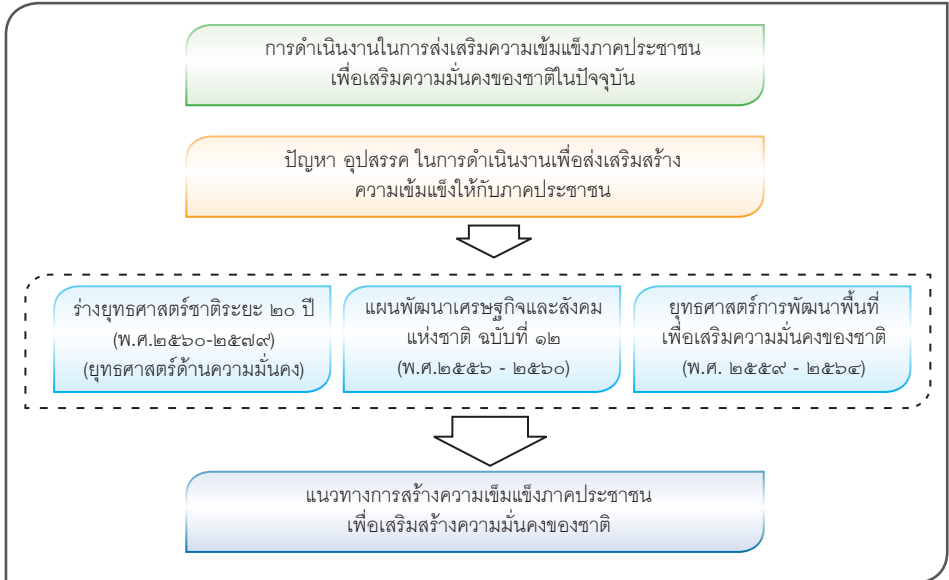 การดำเนินงานในการส่งเสริมความเข้มแข็งภาคประชาชน
เพื่อเสริมความมั่นคงของชาติในปัจจุบัน
ปัญหา อุปสรรค ในการดำเนินงานเพื่อส่งเสริมสร้าง
ความเข้มแข็งให้กับภาคประชาชน
ร่างยุทธศาสตร์ชาติระยะ ๒๐ ปี
(พ.ศ.๒๕๖๐-๒๕๗๙)
(ยุทธศาสตร์ด้านความมั่นคง)
แผนพัฒนาเศรษฐกิจและสังคม
แห่งชาติ ฉบับที่ ๑๒
(พ.ศ.๒๕๕๖ - ๒๕๖๐)
ยุทธศาสตร์การพัฒนาพื้นที่
เพื่อเสริมความมั่นคงของชาติ
(พ.ศ. ๒๕๕๙ - ๒๕๖๔)
แนวทางการสร้างความเข็มแข็งภาคประชาชน
เพื่อเสริมสร้างความมั่นคงของชาติ